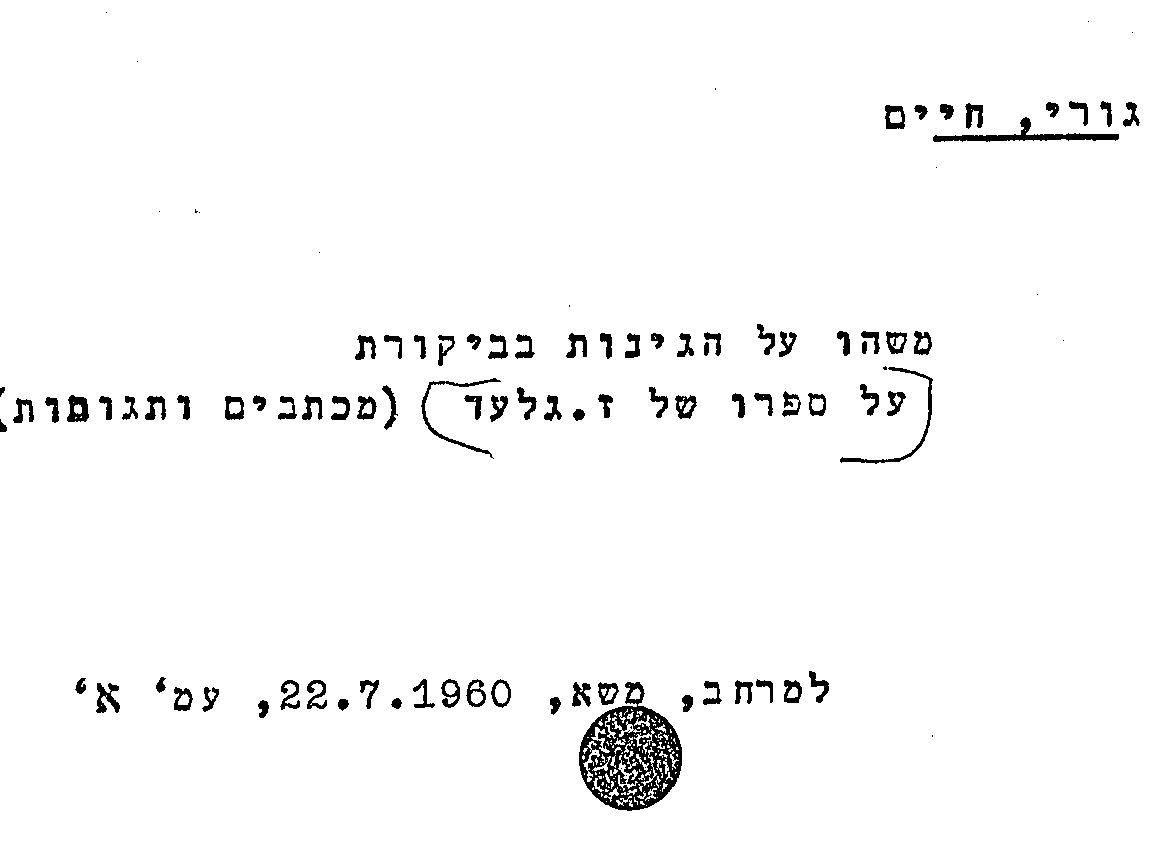 גורי, חיים
משהו על הגינות בביקורת
[על ספרו של ז.גלעד] (מכתבים ותגובות)
למרחב, משא, 22.7.1960, עמ' א'